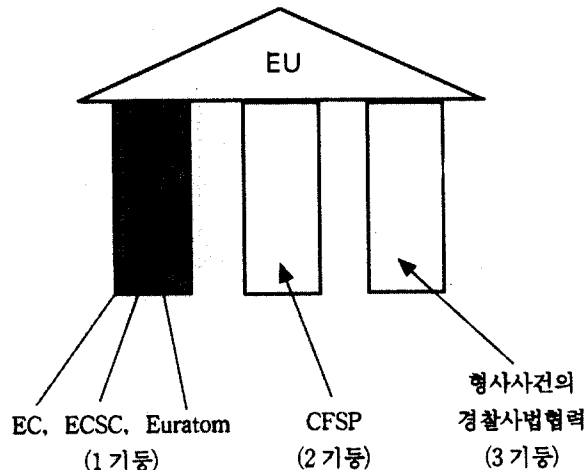 EU
EC, ECSC, Euratom
(1 기둥)
CFSP
(2 기둥)
형사사건의
경찰사법협력
(3 기둥)